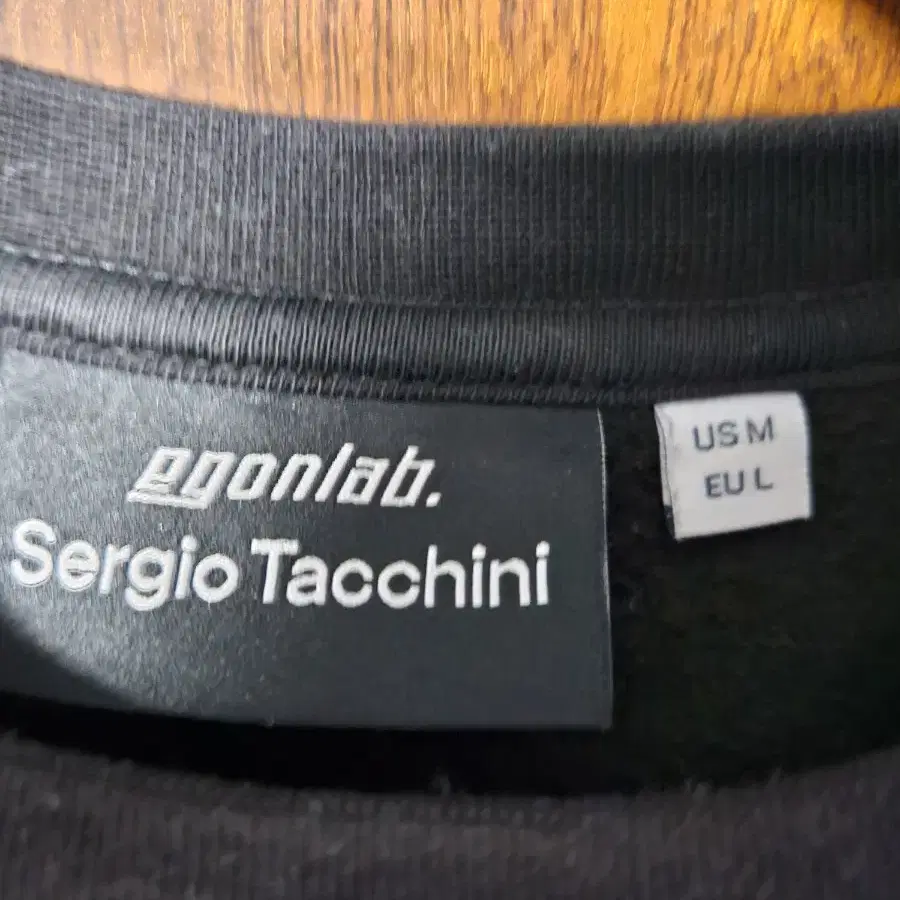 egonlab.
Sergio Tacchini
US M
EU L